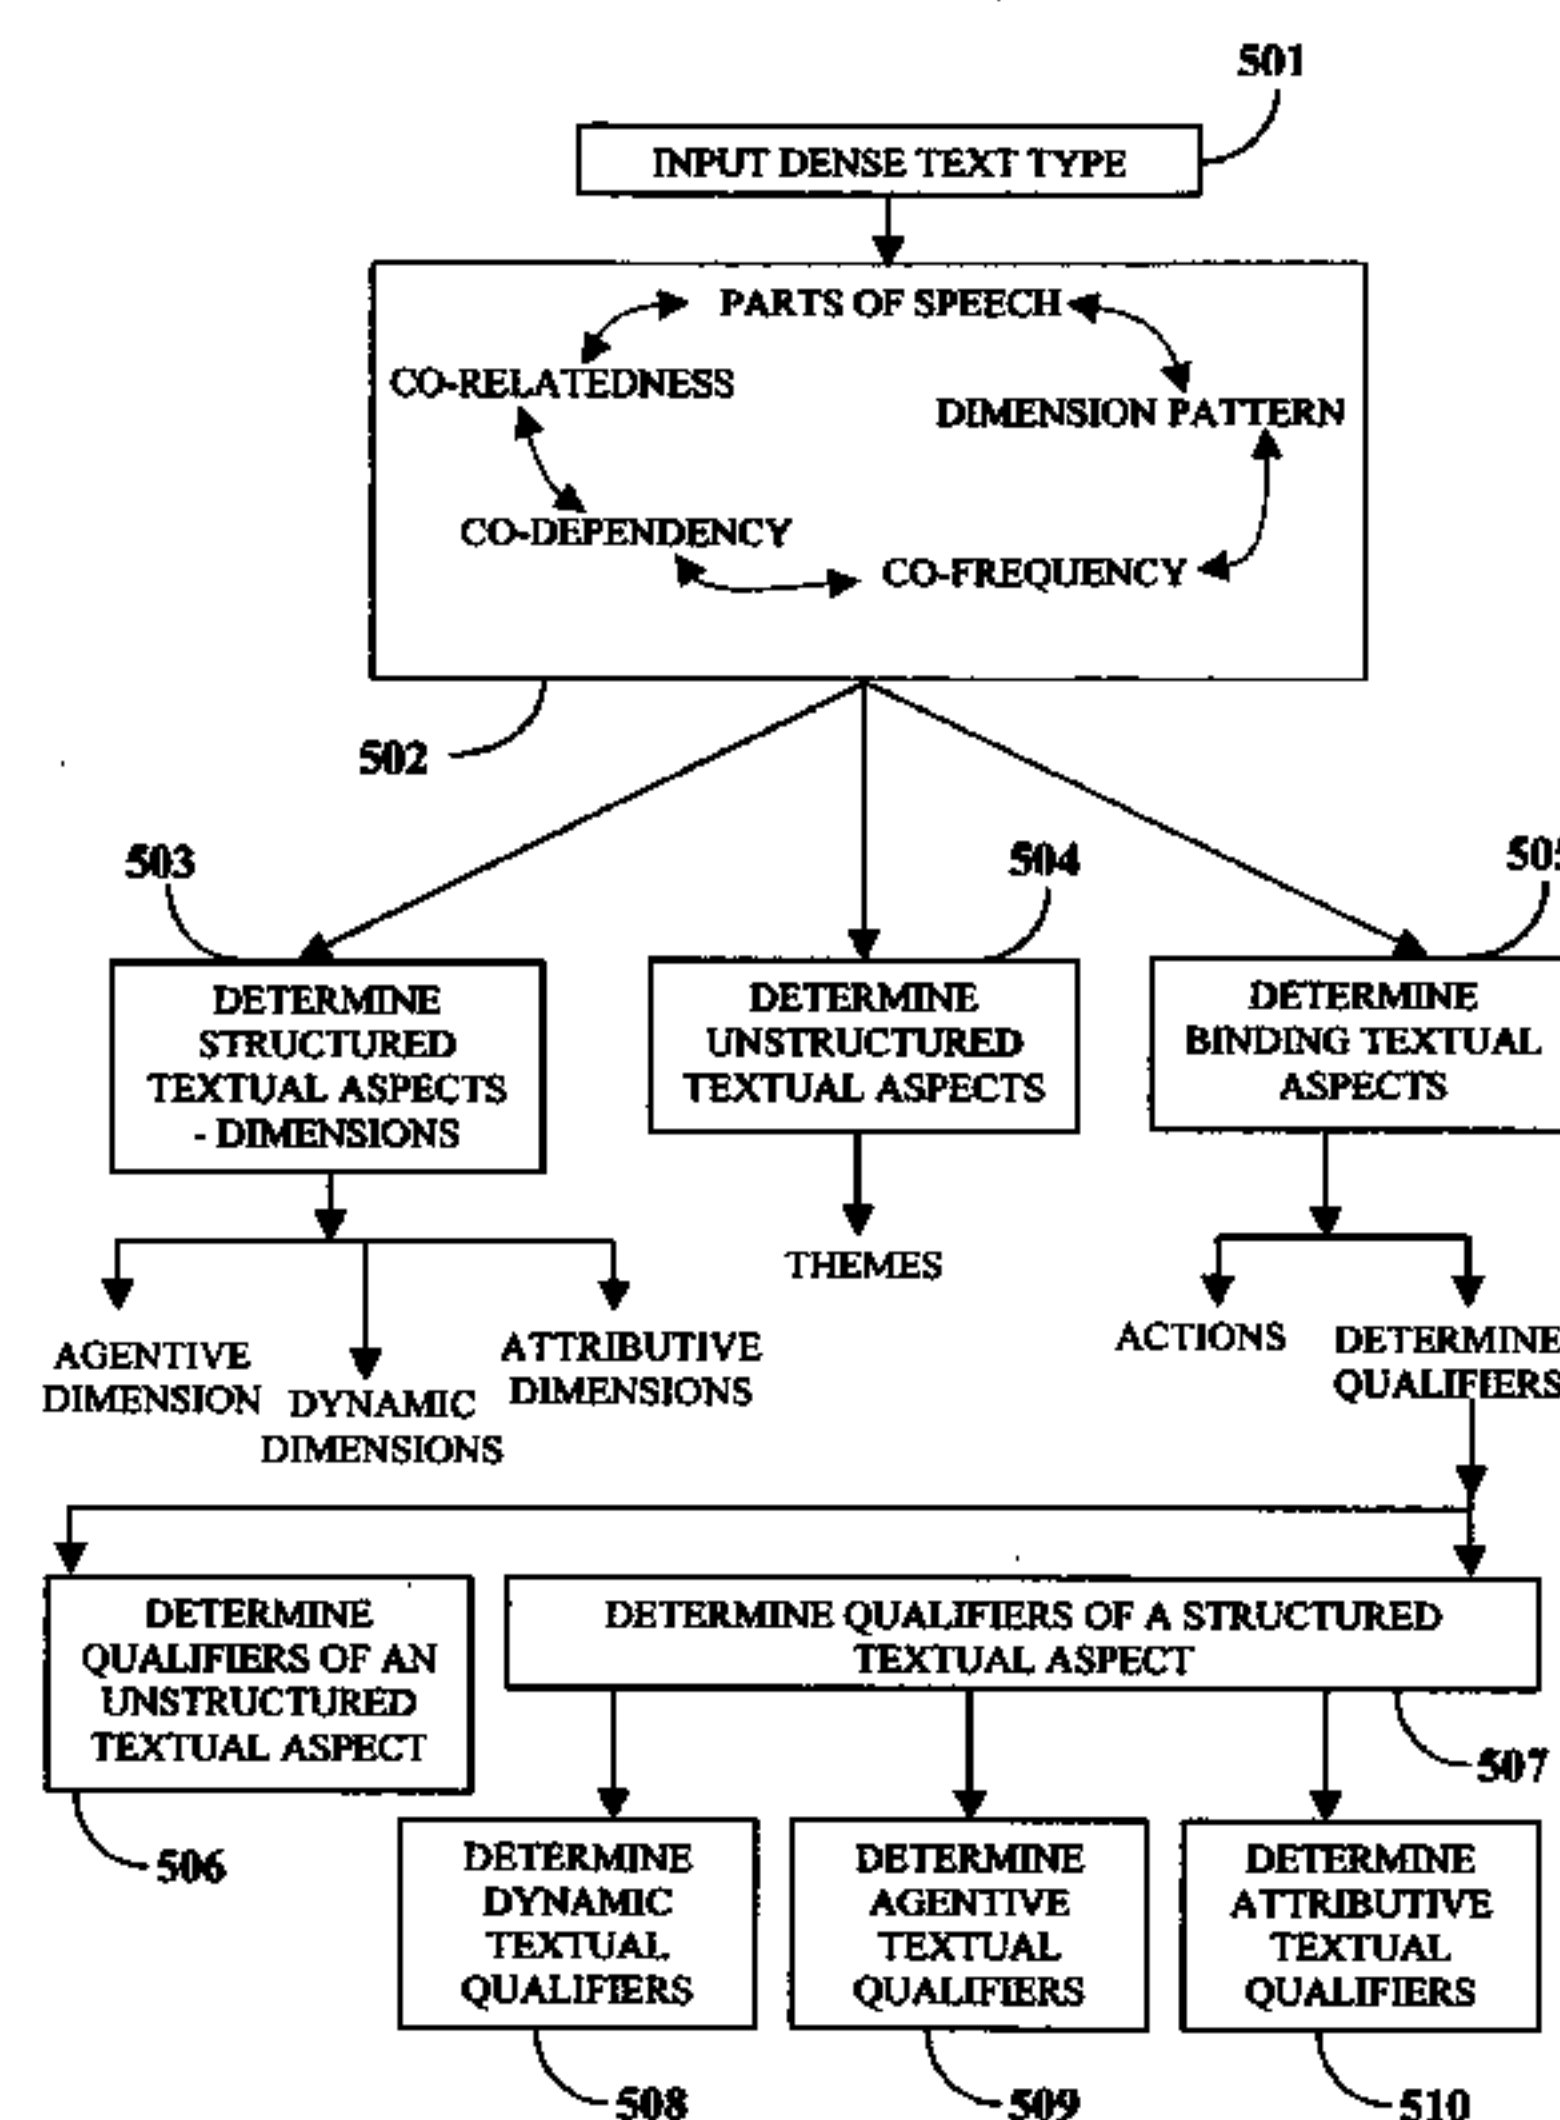 501
INPUT DENSE TEXT TYPE
PARTS OF SPEECH
CO-RELATEDNESS
DIMENSION PATTERN
CO-DEPENDENCY
CO-FREQUENCY
502
503
504
505
DETERMINE
STRUCTURED
TEXTUAL ASPECTS
- DIMENSIONS
DETERMINE
UNSTRUCTURED
TEXTUAL ASPECTS
DETERMINE
BINDING TEXTUAL
ASPECTS
THEMES
AGENTIVE
DIMENSION
DYNAMIC
DIMENSIONS
ATTRIBUTIVE
DIMENSIONS
ACTIONS
DETERMINE
QUALIFIERS
DETERMINE
QUALIFIERS OF AN
UNSTRUCTURED
TEXTUAL ASPECT
DETERMINE QUALIFIERS OF A STRUCTURED
TEXTUAL ASPECT
507
506
DETERMINE
DYNAMIC
TEXTUAL
QUALIFIERS
DETERMINE
AGENTIVE
TEXTUAL
QUALIFIERS
DETERMINE
ATTRIBUTIVE
TEXTUAL
QUALIFIERS
508
509
510